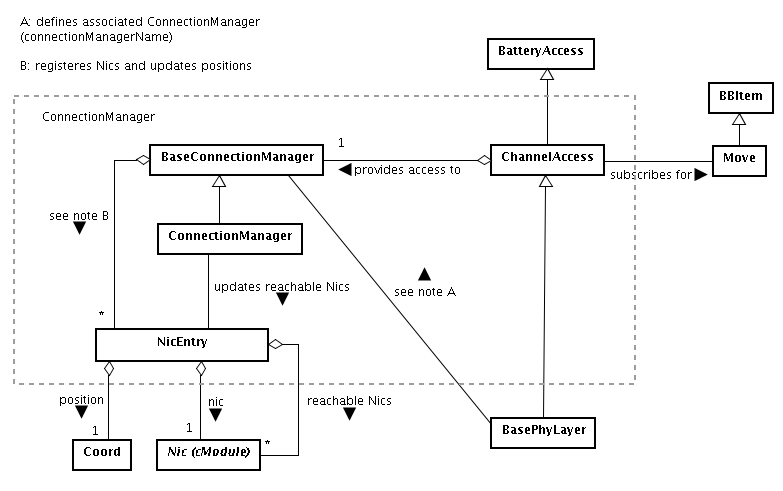 A: defines associated ConnectionManager
(connectionManagerName)
B: registeres Nics and updates positions
BatteryAccess
BBItem
ConnectionManager
BaseConnectionManager
1
provides access to
ChannelAccess
subscribes for
Move
see note B
ConnectionManager
updates reachable Nics
see note A
*
NicEntry
position
nic
reachable Nics
1
1
*
Coord
Nic (cModule)
BasePhyLayer